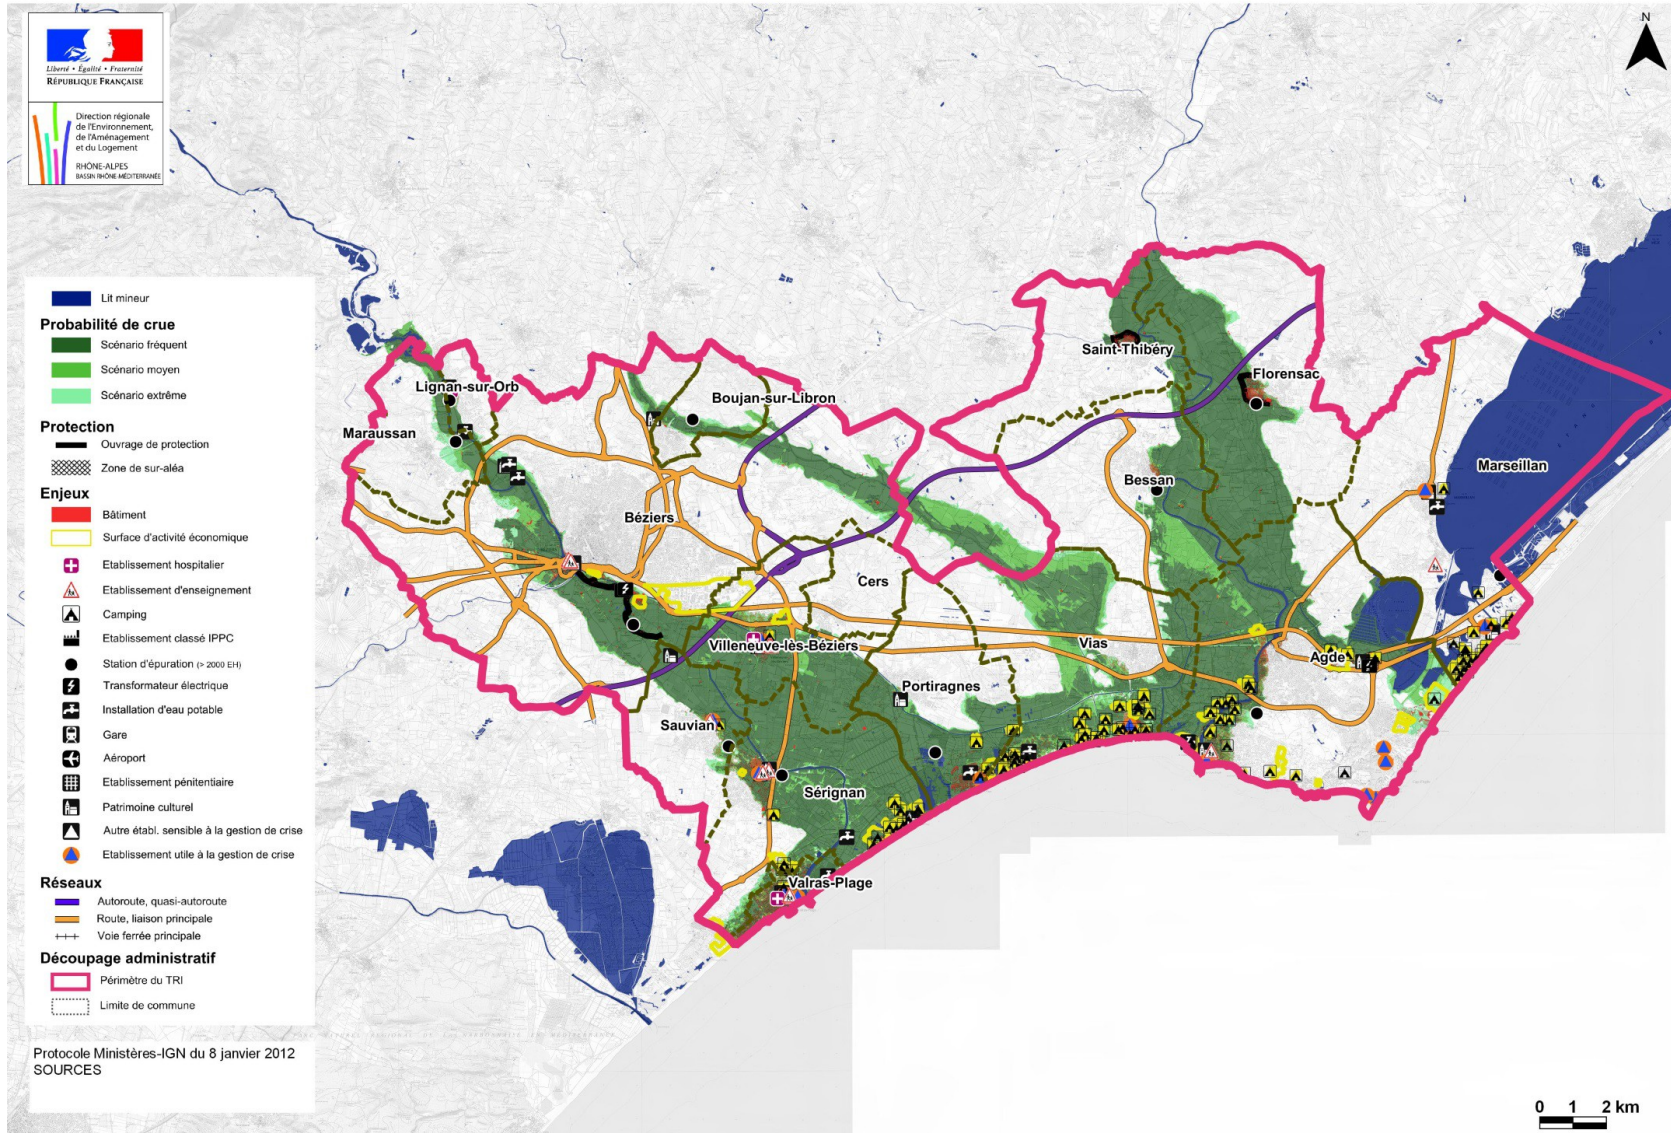 Liberté • Égalité • Fraternité
RÉPUBLIQUE FRANÇAISE
Direction régionale
de l'Environnement,
de l'Aménagement
et du Logement
RHÔNE-ALPES
BASSIN RHÔNE-MÉDITERRANÉE
N
Lit mineur
Probabilité de crue
Scénario fréquent
Scénario moyen
Scénario extrême
Protection
Ouvrage de protection
Zone de sur-aléa
Enjeux
Bâtiment
Surface d'activité économique
Etablissement hospitalier
Etablissement d'enseignement
Camping
Etablissement classé IPPC
Station d'épuration (> 2000 EH)
Transformateur électrique
Installation d'eau potable
Gare
Aéroport
Etablissement pénitentiaire
Patrimoine culturel
Autre établ. sensible à la gestion de crise
Etablissement utile à la gestion de crise
Réseaux
Autoroute, quasi-autoroute
Route, liaison principale
Voie ferrée principale
Découpage administratif
Périmètre du TRI
Limite de commune
Protocole Ministères-IGN du 8 janvier 2012
SOURCES
Saint-Thibéry
Florensac
Lignan-sur-Orb
Boujan-sur-Libron
Maraussan
Marseillan
Bessan
Béziers
Cers
Villeneuve-lès-Béziers
Vias
Agde
Portiragnes
Sauvian
Sérignan
Valras-Plage
0 1 2 km